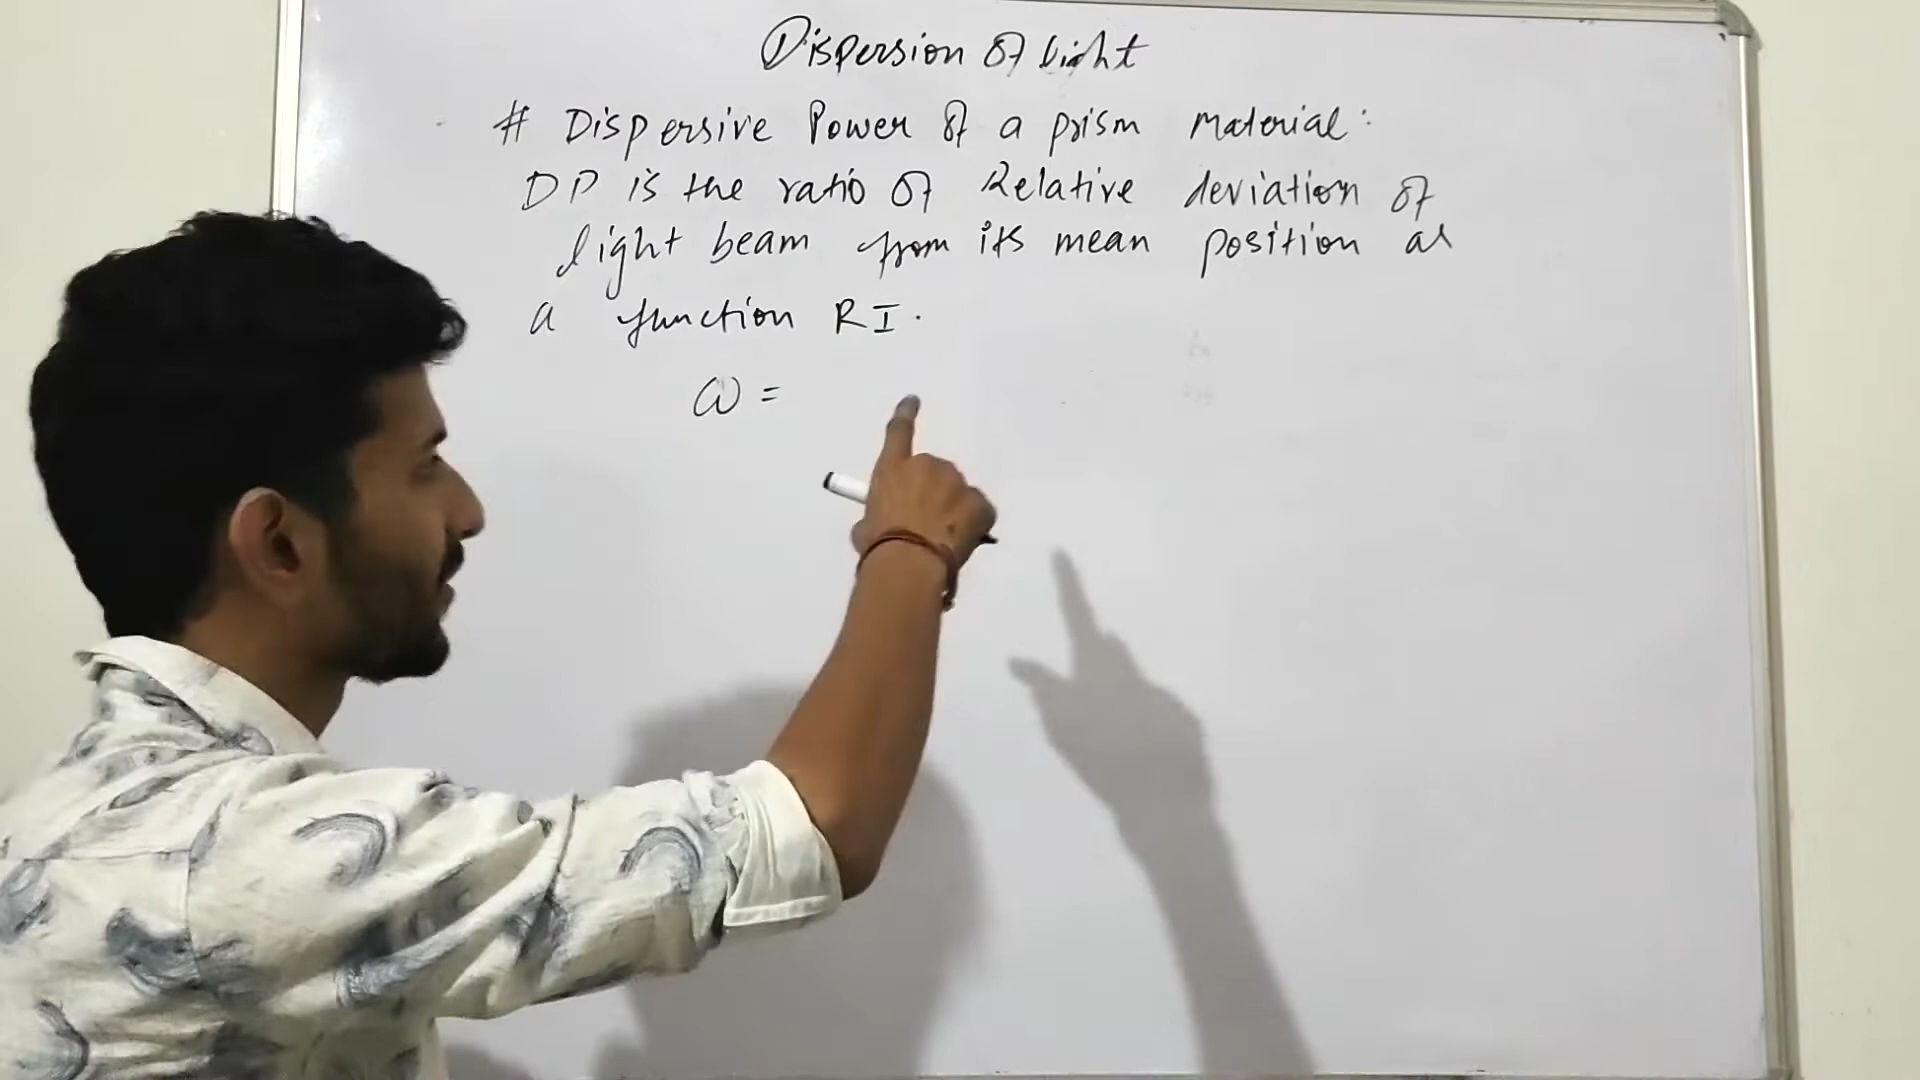 Dispersion of light
# Dispersive Power of a prism Material:
DP is the ratio of Relative deviation of
light beam from its mean position as
a function RI.
ω =